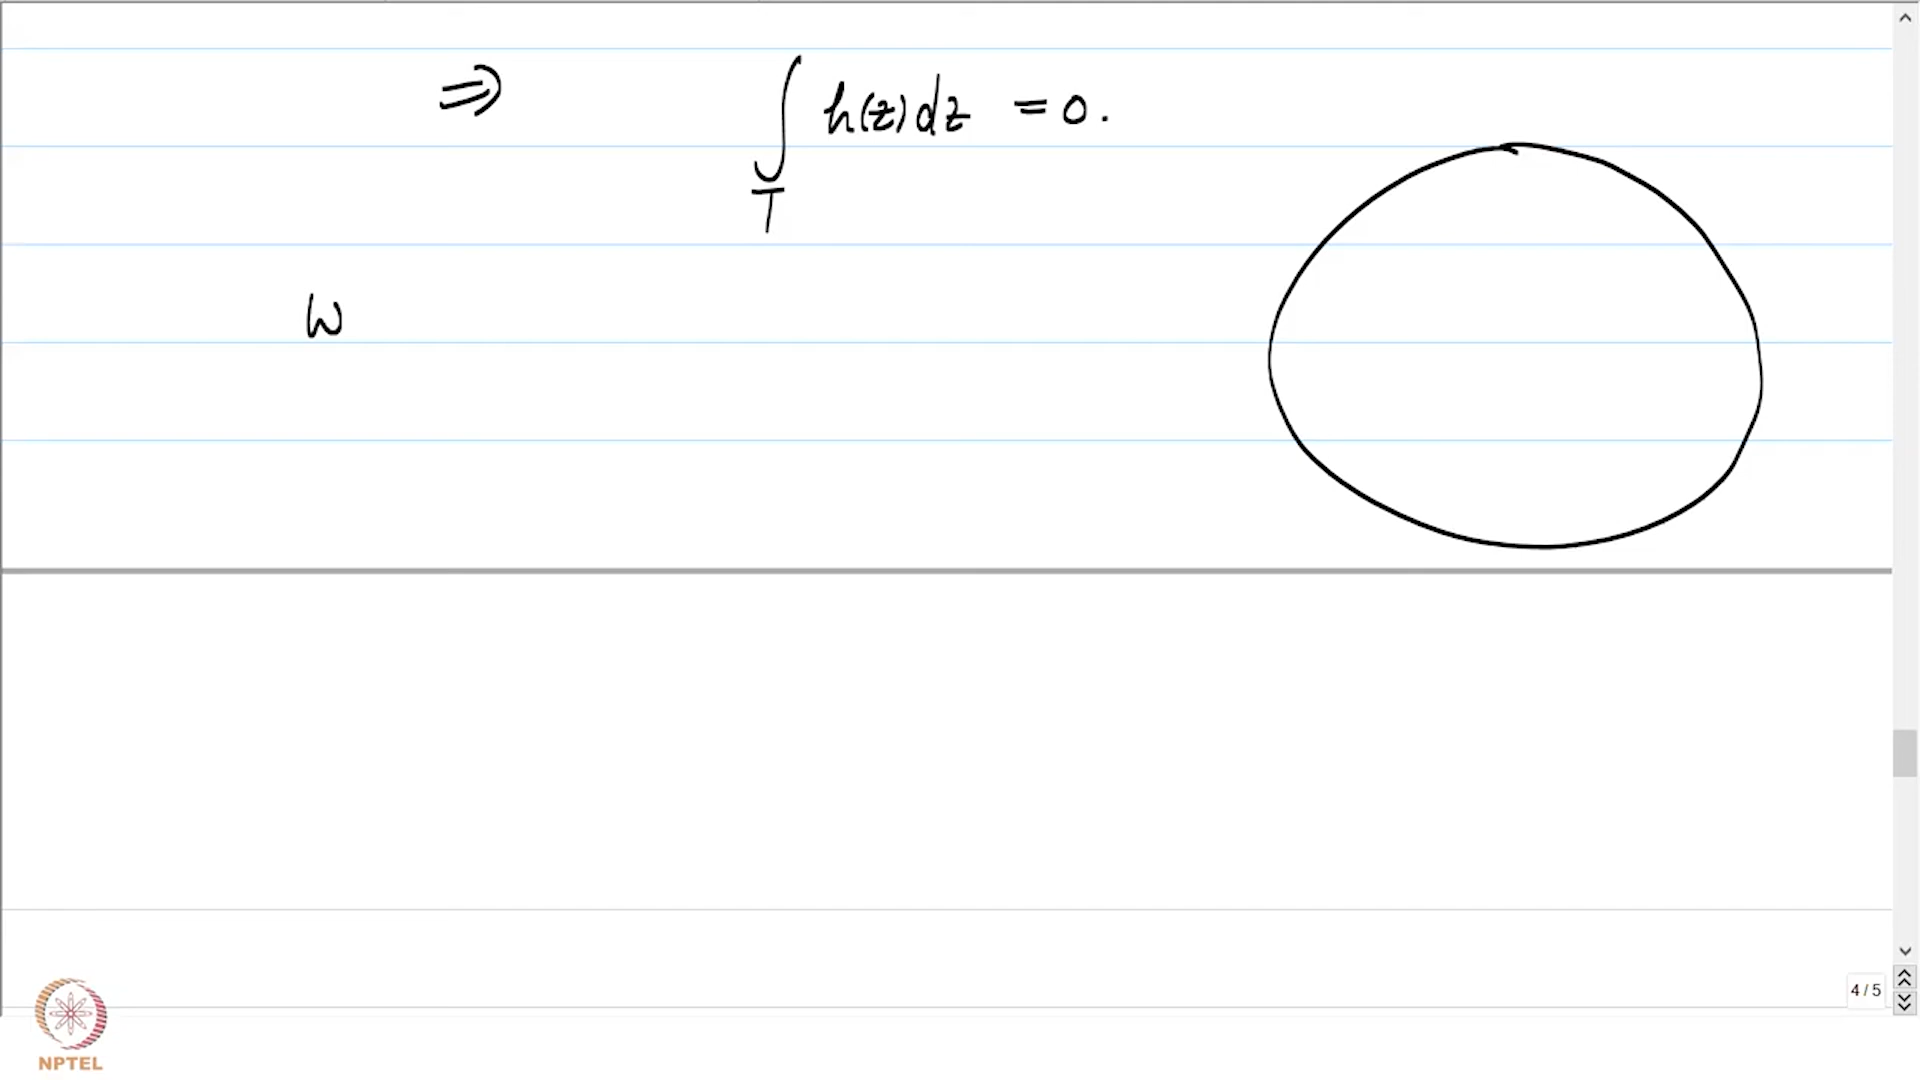 ⇒ ∫_T h(z)dz = 0.
W
4 / 5
NPTEL